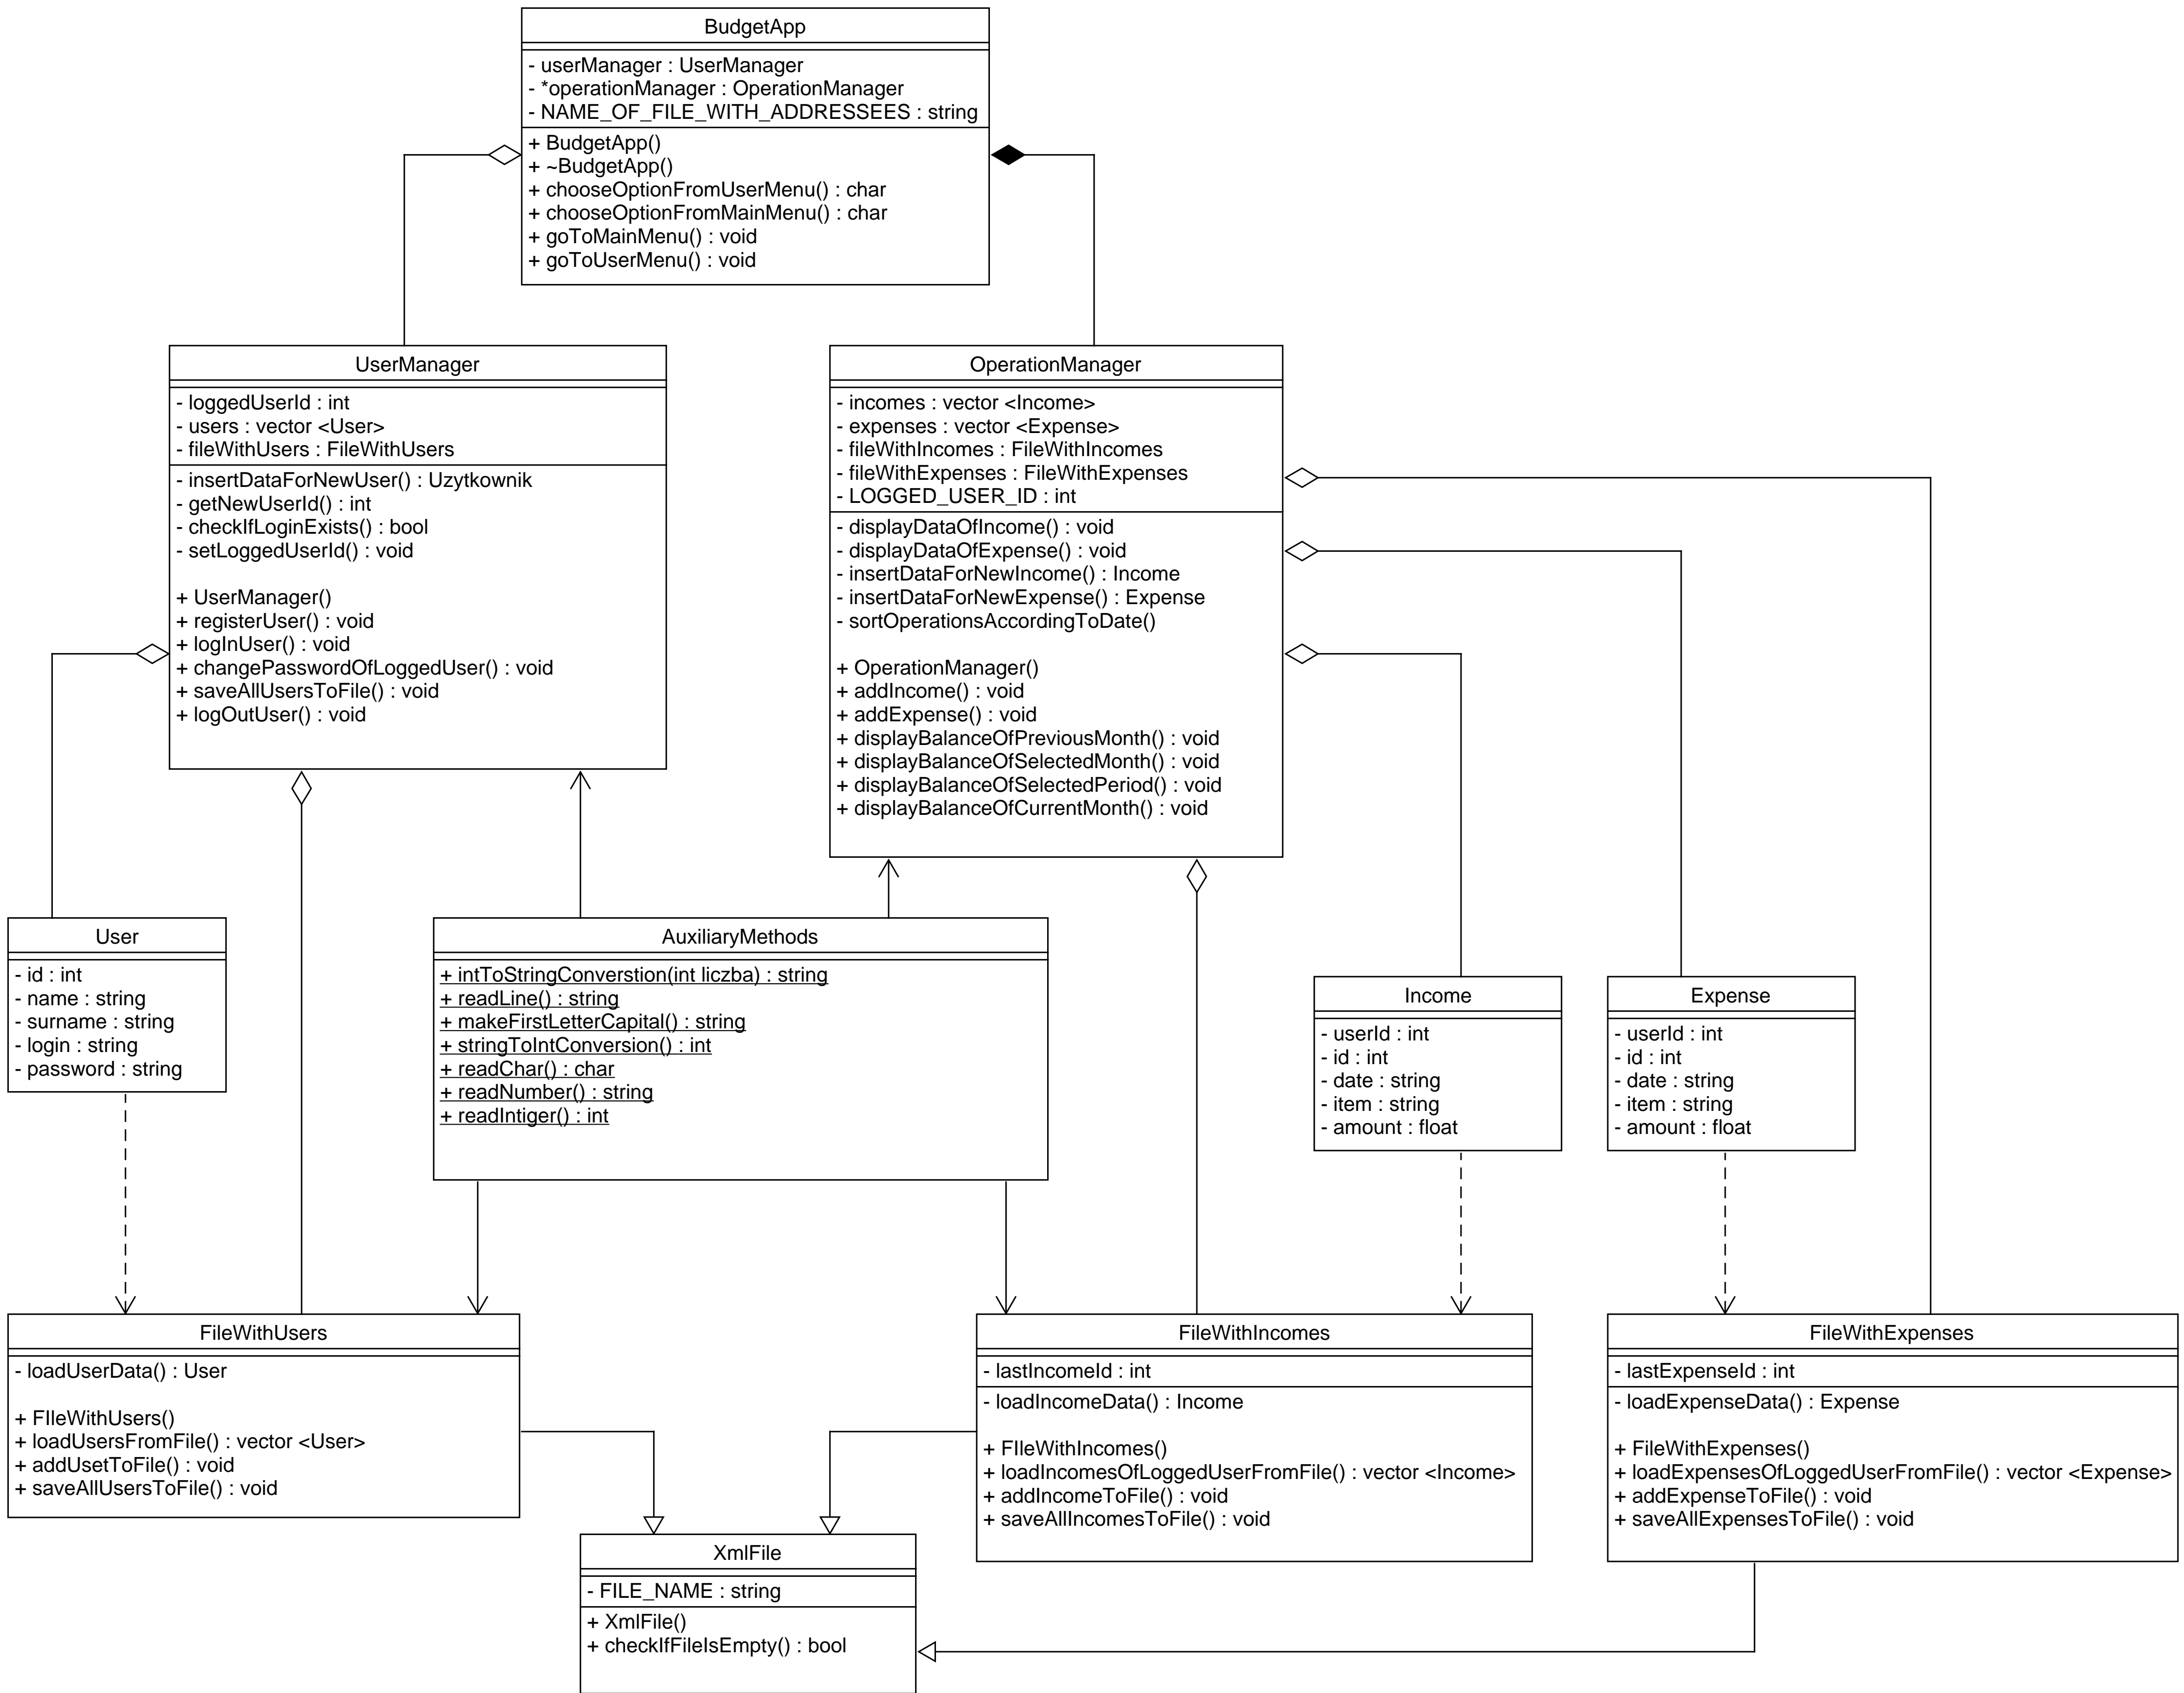 BudgetApp
- userManager : UserManager
- *operationManager : OperationManager
- NAME_OF_FILE_WITH_ADDRESSEES : string
+ BudgetApp()
+ ~BudgetApp()
+ chooseOptionFromUserMenu() : char
+ chooseOptionFromMainMenu() : char
+ goToMainMenu() : void
+ goToUserMenu() : void
UserManager
- loggedUserId : int
- users : vector <User>
- fileWithUsers : FileWithUsers
- insertDataForNewUser() : Uzytkownik
- getNewUserId() : int
- checkIfLoginExists() : bool
- setLoggedUserId() : void
+ UserManager()
+ registerUser() : void
+ logInUser() : void
+ changePasswordOfLoggedUser() : void
+ saveAllUsersToFile() : void
+ logOutUser() : void
OperationManager
- incomes : vector <Income>
- expenses : vector <Expense>
- fileWithIncomes : FileWithIncomes
- fileWithExpenses : FileWithExpenses
- LOGGED_USER_ID : int
- displayDataOfIncome() : void
- displayDataOfExpense() : void
- insertDataForNewIncome() : Income
- insertDataForNewExpense() : Expense
- sortOperationsAccordingToDate()
+ OperationManager()
+ addIncome() : void
+ addExpense() : void
+ displayBalanceOfPreviousMonth() : void
+ displayBalanceOfSelectedMonth() : void
+ displayBalanceOfSelectedPeriod() : void
+ displayBalanceOfCurrentMonth() : void
User
- id : int
- name : string
- surname : string
- login : string
- password : string
AuxiliaryMethods
+ intToStringConverstion(int liczba) : string
+ readLine() : string
+ makeFirstLetterCapital() : string
+ stringToIntConversion() : int
+ readChar() : char
+ readNumber() : string
+ readIntiger() : int
Income
- userId : int
- id : int
- date : string
- item : string
- amount : float
Expense
- userId : int
- id : int
- date : string
- item : string
- amount : float
FileWithUsers
- loadUserData() : User
+ FIleWithUsers()
+ loadUsersFromFile() : vector <User>
+ addUsetToFile() : void
+ saveAllUsersToFile() : void
FileWithIncomes
- lastIncomeId : int
- loadIncomeData() : Income
+ FIleWithIncomes()
+ loadIncomesOfLoggedUserFromFile() : vector <Income>
+ addIncomeToFile() : void
+ saveAllIncomesToFile() : void
FileWithExpenses
- lastExpenseId : int
- loadExpenseData() : Expense
+ FileWithExpenses()
+ loadExpensesOfLoggedUserFromFile() : vector <Expense>
+ addExpenseToFile() : void
+ saveAllExpensesToFile() : void
XmlFile
- FILE_NAME : string
+ XmlFile()
+ checkIfFileIsEmpty() : bool